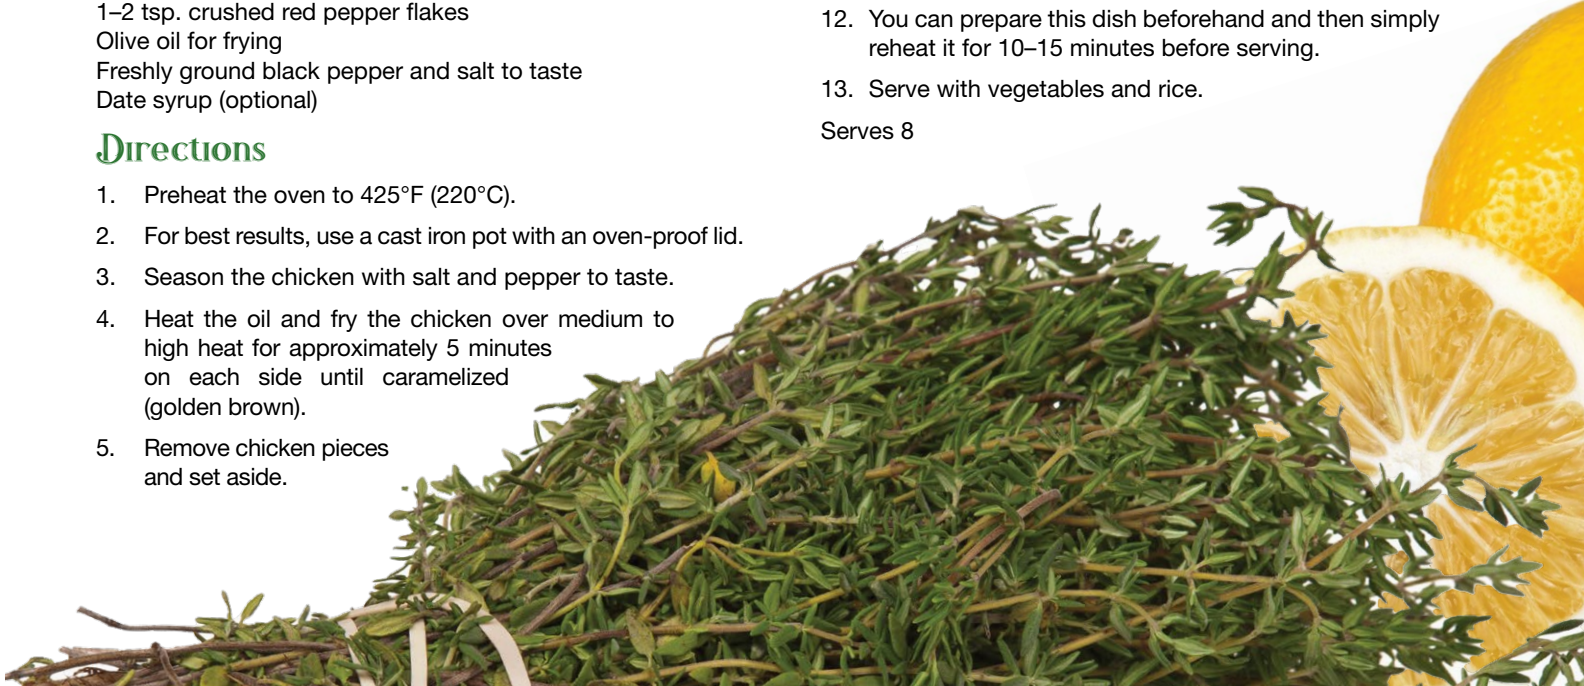 1–2 tsp. crushed red pepper flakes
Olive oil for frying
Freshly ground black pepper and salt to taste
Date syrup (optional)
Directions
1. Preheat the oven to 425°F (220°C).
2. For best results, use a cast iron pot with an oven-proof lid.
3. Season the chicken with salt and pepper to taste.
4. Heat the oil and fry the chicken over medium to
high heat for approximately 5 minutes
on each side until caramelized
(golden brown).
5. Remove chicken pieces
and set aside.
12. You can prepare this dish beforehand and then simply
reheat it for 10–15 minutes before serving.
13. Serve with vegetables and rice.
Serves 8